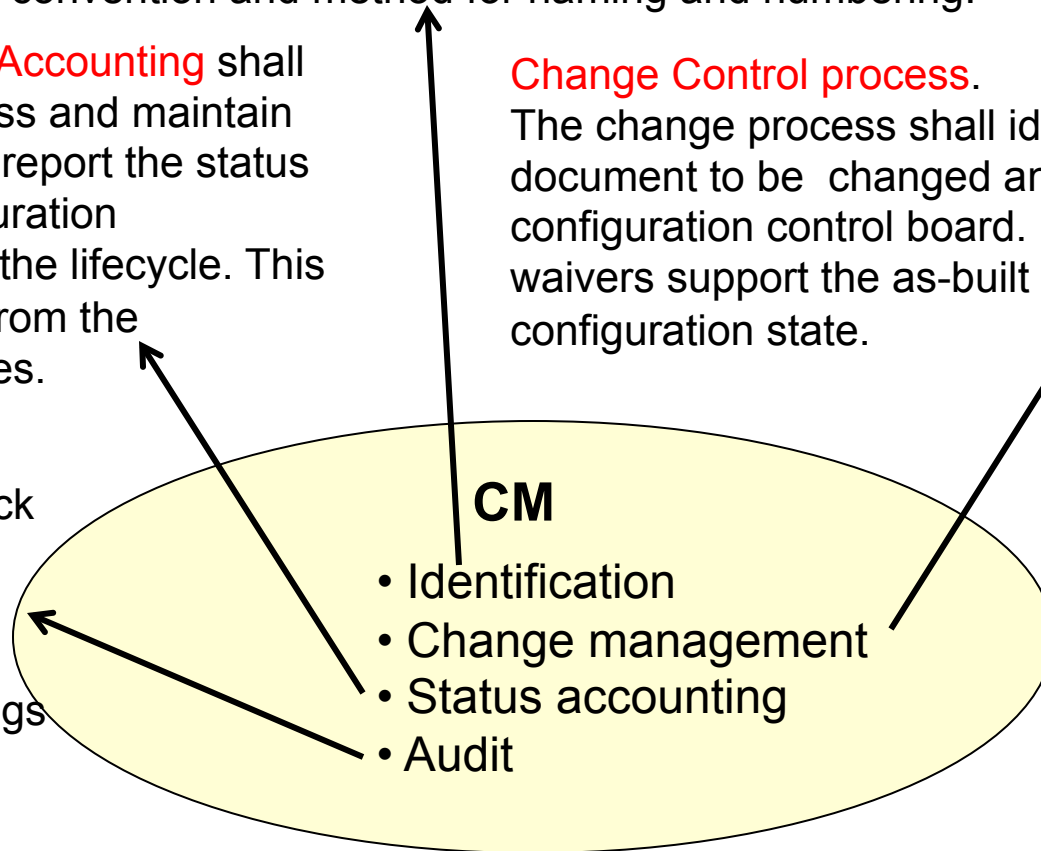 convention and method for naming and numbering.
Accounting shall
ss and maintain
report the status
uration
the lifecycle. This
rom the
es.
Change Control process.
The change process shall id
document to be changed an
configuration control board.
waivers support the as-built
configuration state.
ck
gs
CM
• Identification
• Change management
• Status accounting
• Audit